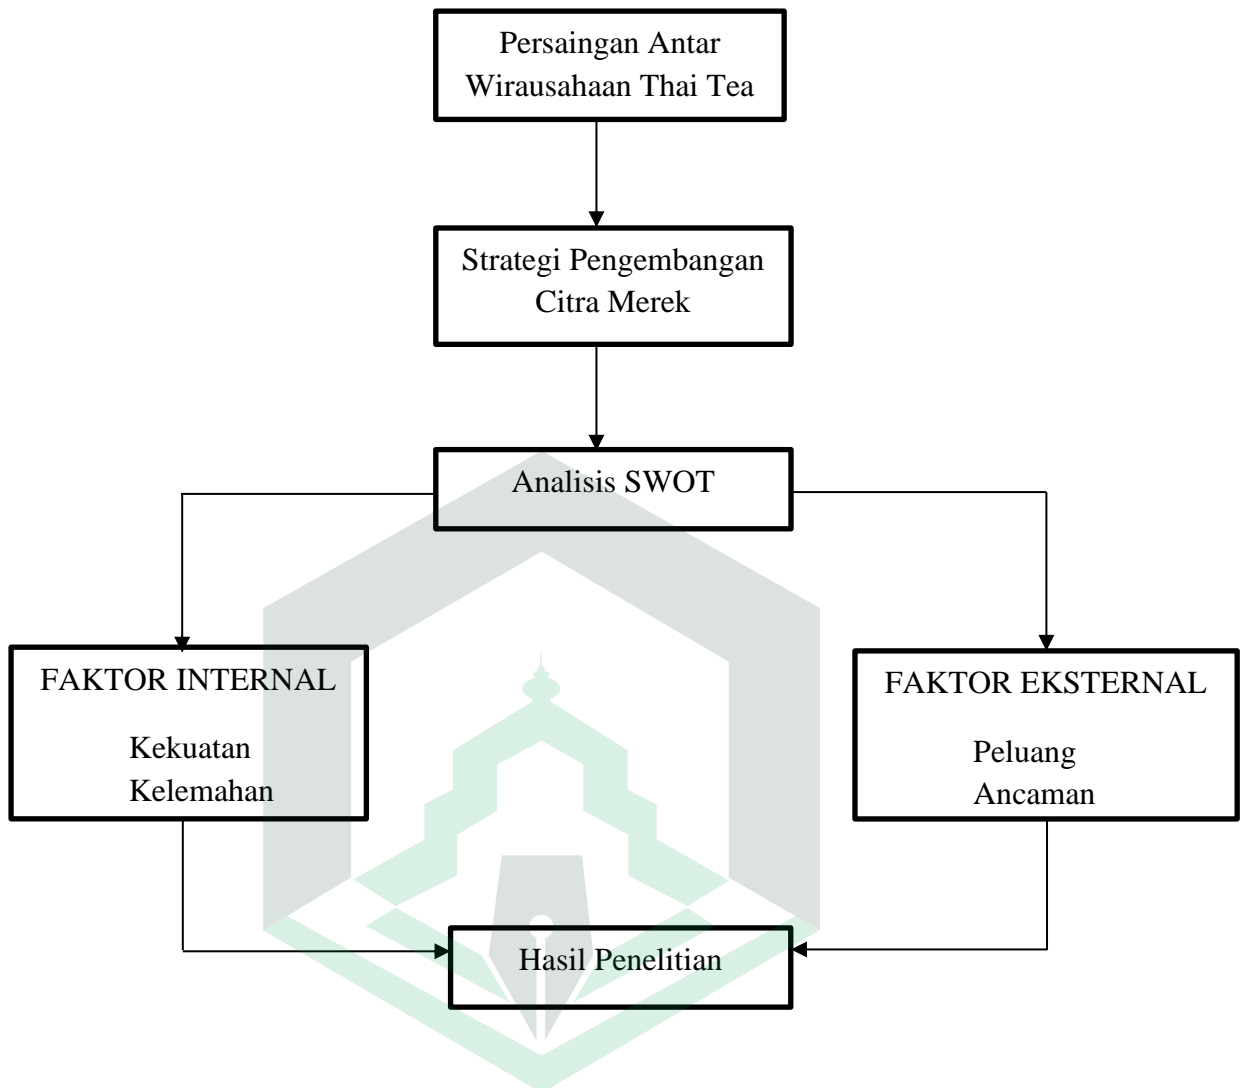 Persaingan Antar
Wirausahaan Thai Tea
Strategi Pengembangan
Citra Merek
Analisis SWOT
FAKTOR INTERNAL
Kekuatan
Kelemahan
FAKTOR EKSTERNAL
Peluang
Ancaman
Hasil Penelitian